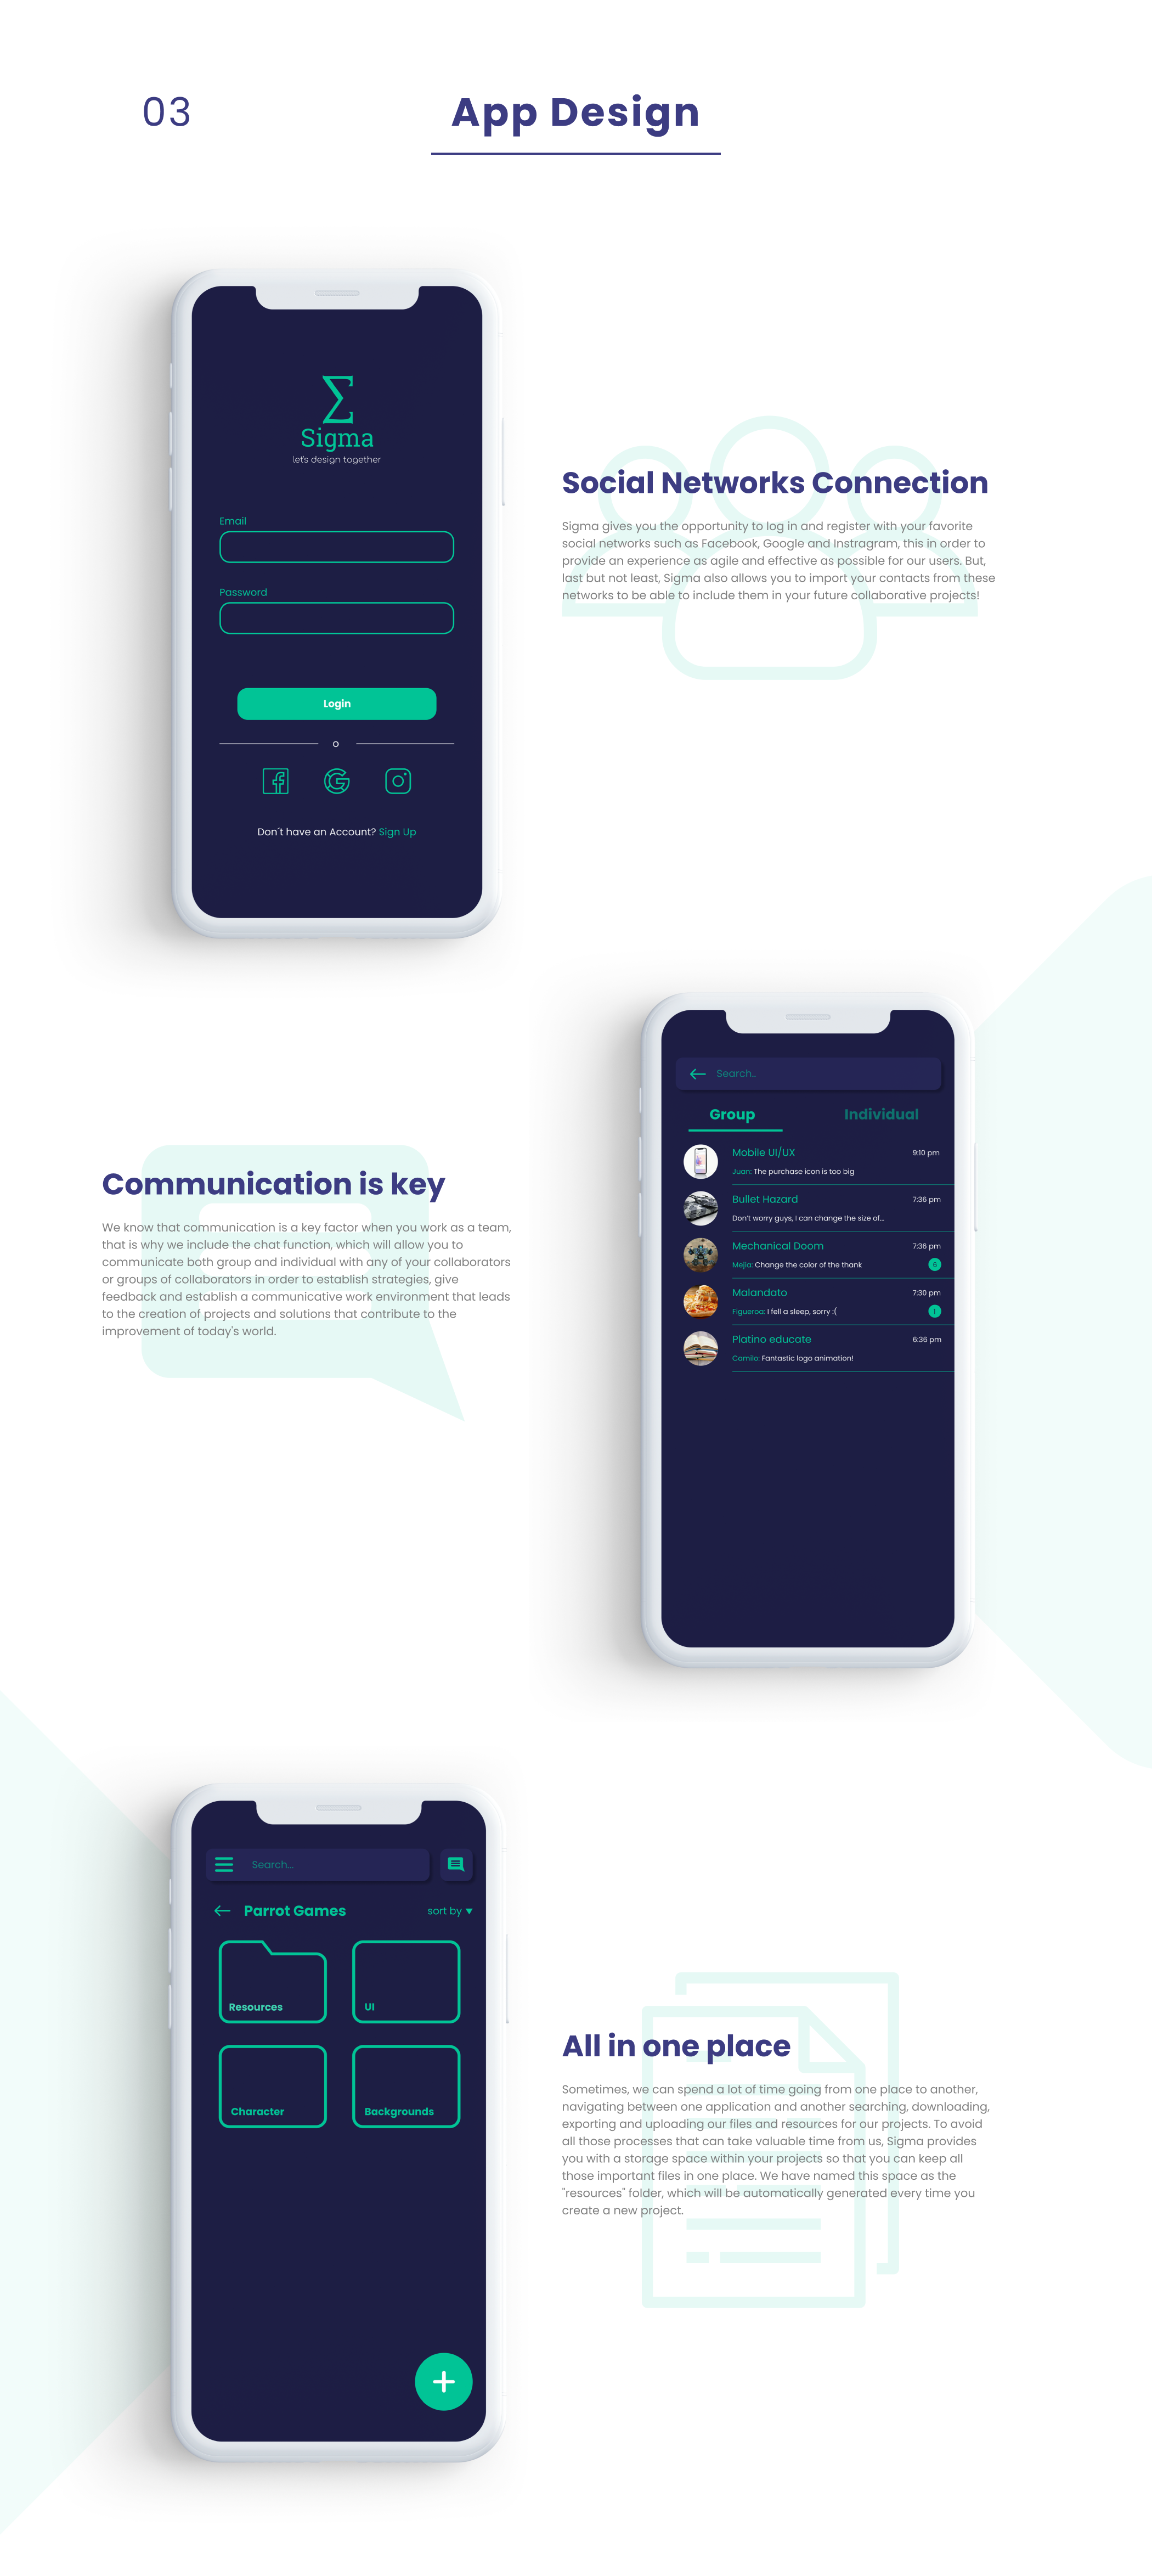 03
App Design
Σ
Sigma
let's design together
Email
Password
Login
o
Don´t have an Account? Sign Up
Social Networks Connection
Sigma gives you the opportunity to log in and register with your favorite
social networks such as Facebook, Google and Instragram, this in order to
provide an experience as agile and effective as possible for our users. But,
last but not least, Sigma also allows you to import your contacts from these
networks to be able to include them in your future collaborative projects!
Communication is key
We know that communication is a key factor when you work as a team,
that is why we include the chat function, which will allow you to
communicate both group and individual with any of your collaborators
or groups of collaborators in order to establish strategies, give
feedback and establish a communicative work environment that leads
to the creation of projects and solutions that contribute to the
improvement of today's world.
Search..
Group Individual
Mobile UI/UX 9:10 pm
Juan: The purchase icon is too big
Bullet Hazard 7:36 pm
Don't worry guys, I can change the size of...
Mechanical Doom 7:36 pm
Mejia: Change the color of the thank 6
Malandato 7:30 pm
Figueroa: I fell a sleep, sorry :( 1
Platino educate 6:36 pm
Camilo: Fantastic logo animation!
Search...
Parrot Games sort by ▼
Resources UI
Character Backgrounds
+
All in one place
Sometimes, we can spend a lot of time going from one place to another,
navigating between one application and another searching, downloading,
exporting and uploading our files and resources for our projects. To avoid
all those processes that can take valuable time from us, Sigma provides
you with a storage space within your projects so that you can keep all
those important files in one place. We have named this space as the
"resources" folder, which will be automatically generated every time you
create a new project.